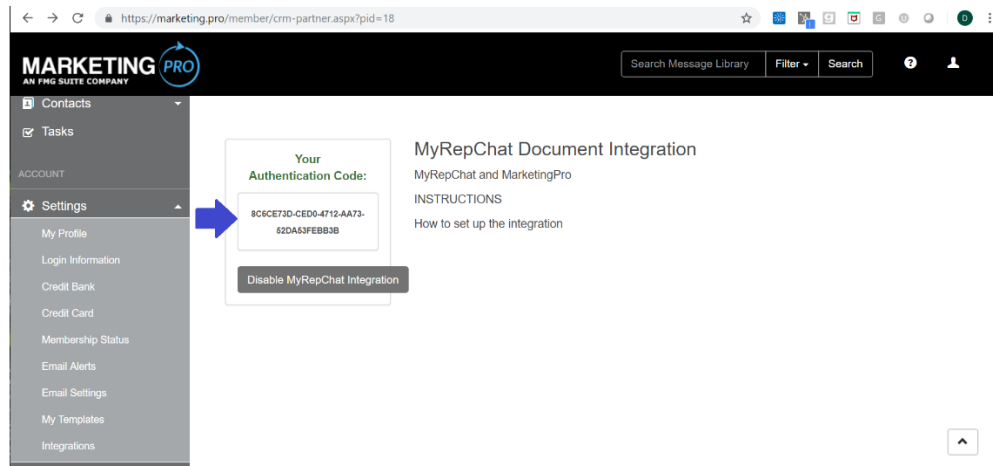 https://marketing.pro/member/crm-partner.aspx?pid=18
MARKETING PRO
AN FMG SUITE COMPANY
Search Message Library
Filter
Search
Contacts
Tasks
ACCOUNT
Settings
My Profile
Login Information
Credit Bank
Credit Card
Membership Status
Email Alerts
Email Settings
My Templates
Integrations
Your
Authentication Code:
8C6CE73D-CED0-4712-AA73-
52DA53FEBB3B
Disable MyRepChat Integration
MyRepChat Document Integration
MyRepChat and MarketingPro
INSTRUCTIONS
How to set up the integration
D